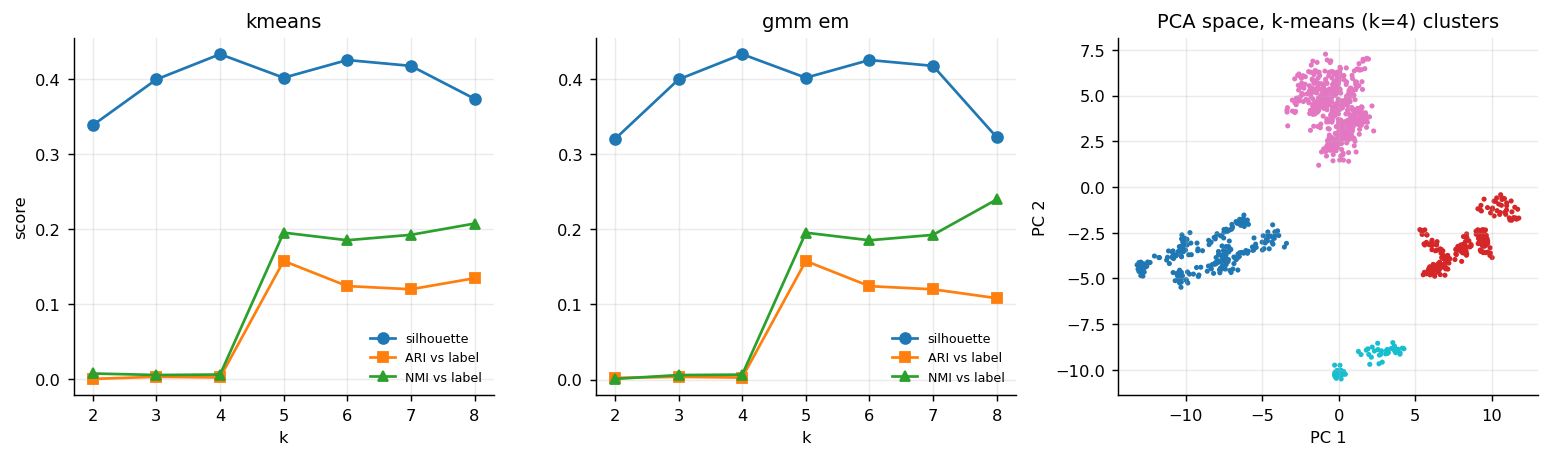 kmeans
score
0.4
0.3
0.2
0.1
0.0
silhouette
ARI vs label
NMI vs label
2 3 4 5 6 7 8
k
gmm em
0.4
0.3
0.2
0.1
0.0
silhouette
ARI vs label
NMI vs label
2 3 4 5 6 7 8
k
PCA space, k-means (k=4) clusters
PC 2
7.5
5.0
2.5
0.0
−2.5
−5.0
−7.5
−10.0
−10 −5 0 5 10
PC 1